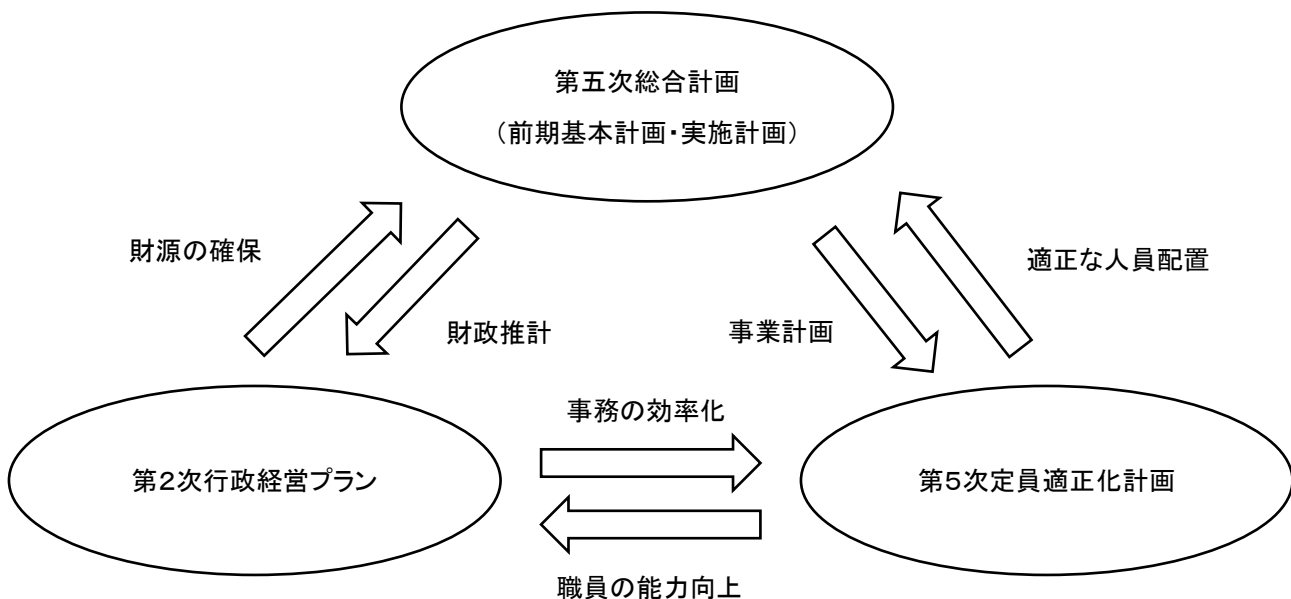 第五次総合計画
（前期基本計画・実施計画）
財源の確保
適正な人員配置
財政推計
事業計画
事務の効率化
第２次行政経営プラン
第５次定員適正化計画
職員の能力向上